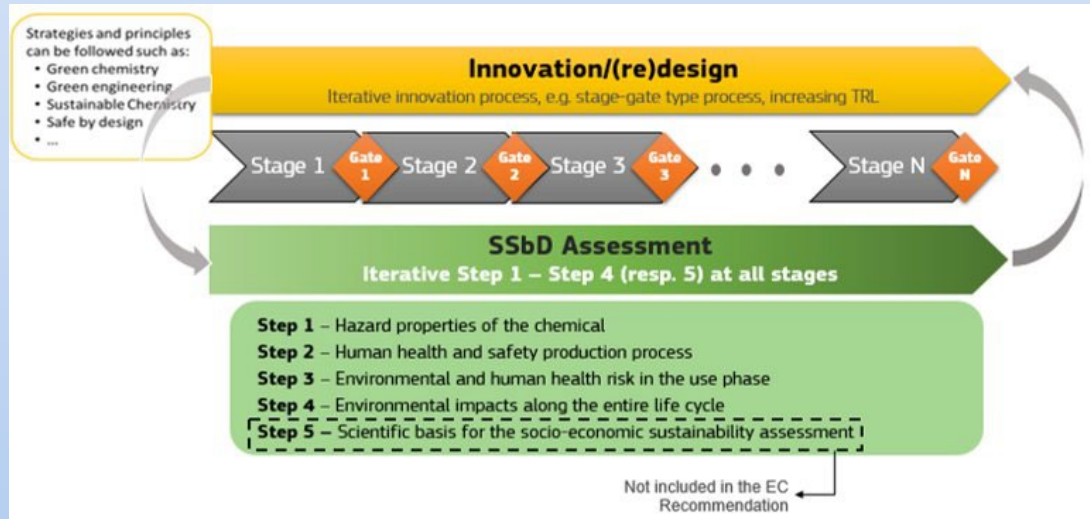 Strategies and principles
can be followed such as:
• Green chemistry
• Green engineering
• Sustainable Chemistry
• Safe by design
• ...
Innovation/(re)design
Iterative innovation process, e.g. stage-gate type process, increasing TRL
Stage 1
Gate
1
Stage 2
Gate
2
Stage 3
Gate
3
• • •
Stage N
Gate
N
SSbD Assessment
Iterative Step 1 – Step 4 (resp. 5) at all stages
Step 1 – Hazard properties of the chemical
Step 2 – Human health and safety production process
Step 3 – Environmental and human health risk in the use phase
Step 4 – Environmental impacts along the entire life cycle
Step 5 – Scientific basis for the socio-economic sustainability assessment
Not included in the EC
Recommendation